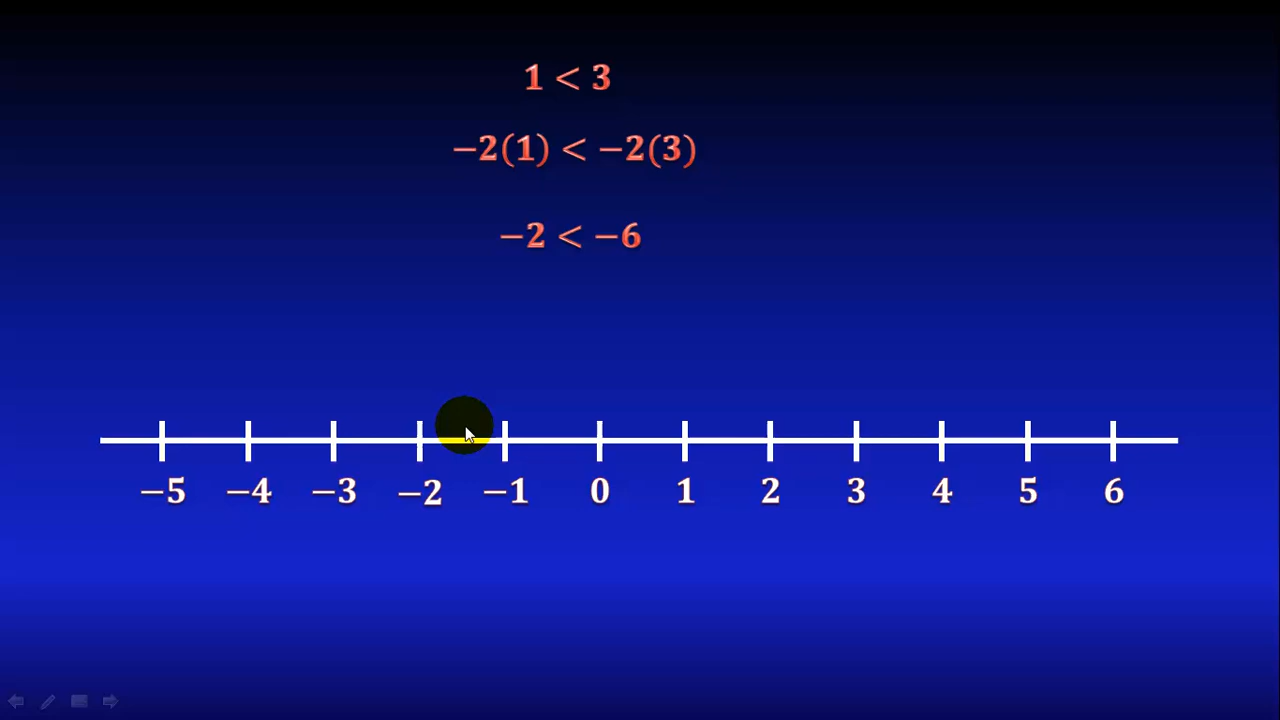 1 < 3
−2(1) < −2(3)
−2 < −6
−5 −4 −3 −2 −1 0 1 2 3 4 5 6